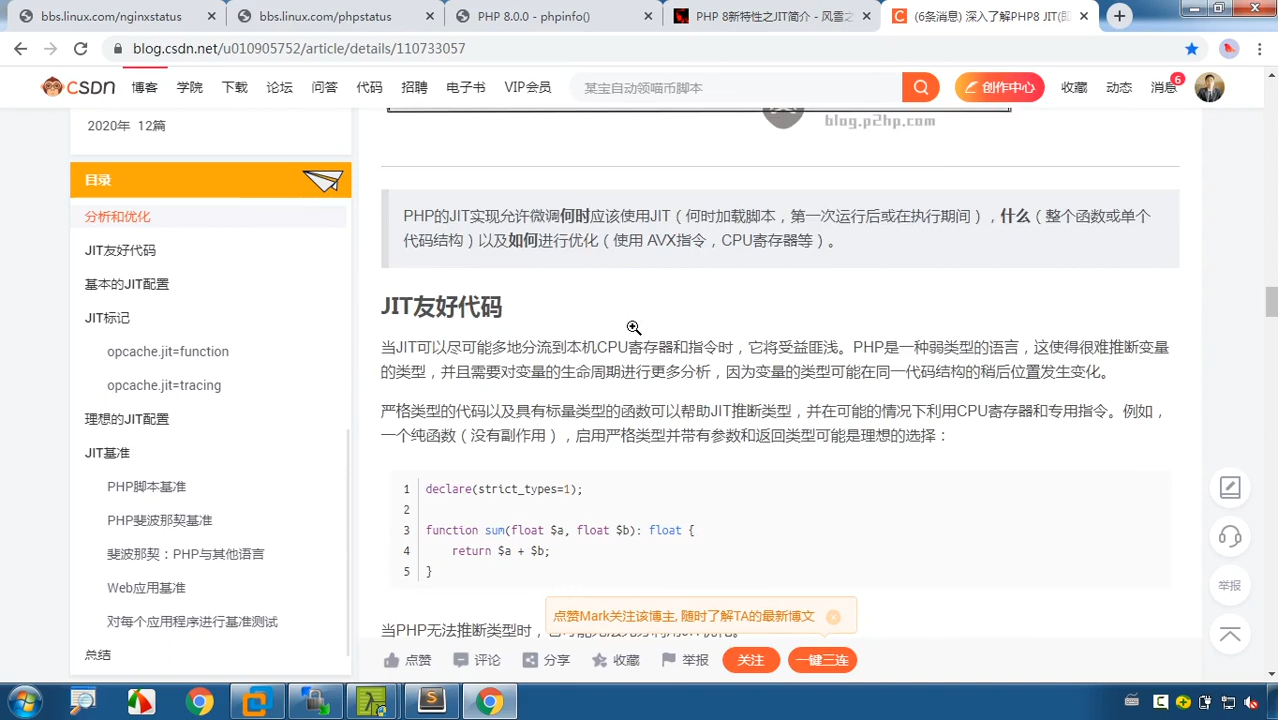 bbs.linux.com/nginxstatus
bbs.linux.com/phpstatus
PHP 8.0.0 - phpinfo()
PHP 8新特性之JIT简介 - 风雪之
(6条消息) 深入了解PHP8 JIT(即
blog.csdn.net/u010905752/article/details/110733057
CSDN
博客
学院
下载
论坛
问答
代码
招聘
电子书
VIP会员
某宝自动领喵币脚本
创作中心
收藏
动态
消息
6
2020年 12篇
blog.p2hp.com
目录
分析和优化
JIT友好代码
基本的JIT配置
JIT标记
opcache.jit=function
opcache.jit=tracing
理想的JIT配置
JIT基准
PHP脚本基准
PHP斐波那契基准
斐波那契：PHP与其他语言
Web应用基准
对每个应用程序进行基准测试
总结
PHP的JIT实现允许微调何时应该使用JIT（何时加载脚本，第一次运行后或在执行期间），什么（整个函数或单个
代码结构）以及如何进行优化（使用 AVX指令，CPU寄存器等）。
JIT友好代码
当JIT可以尽可能多地分流到本机CPU寄存器和指令时，它将受益匪浅。PHP是一种弱类型的语言，这使得很难推断变量
的类型，并且需要对变量的生命周期进行更多分析，因为变量的类型可能在同一代码结构的稍后位置发生变化。
严格类型的代码以及具有标量类型的函数可以帮助JIT推断类型，并在可能的情况下利用CPU寄存器和专用指令。例如，
一个纯函数（没有副作用），启用严格类型并带有参数和返回类型可能是理想的选择：
1 declare(strict_types=1);
2
3 function sum(float $a, float $b): float {
4 return $a + $b;
5 }
当PHP无法推断类型时，
点赞Mark关注该博主, 随时了解TA的最新博文
点赞
评论
分享
收藏
举报
关注
一键三连
举报